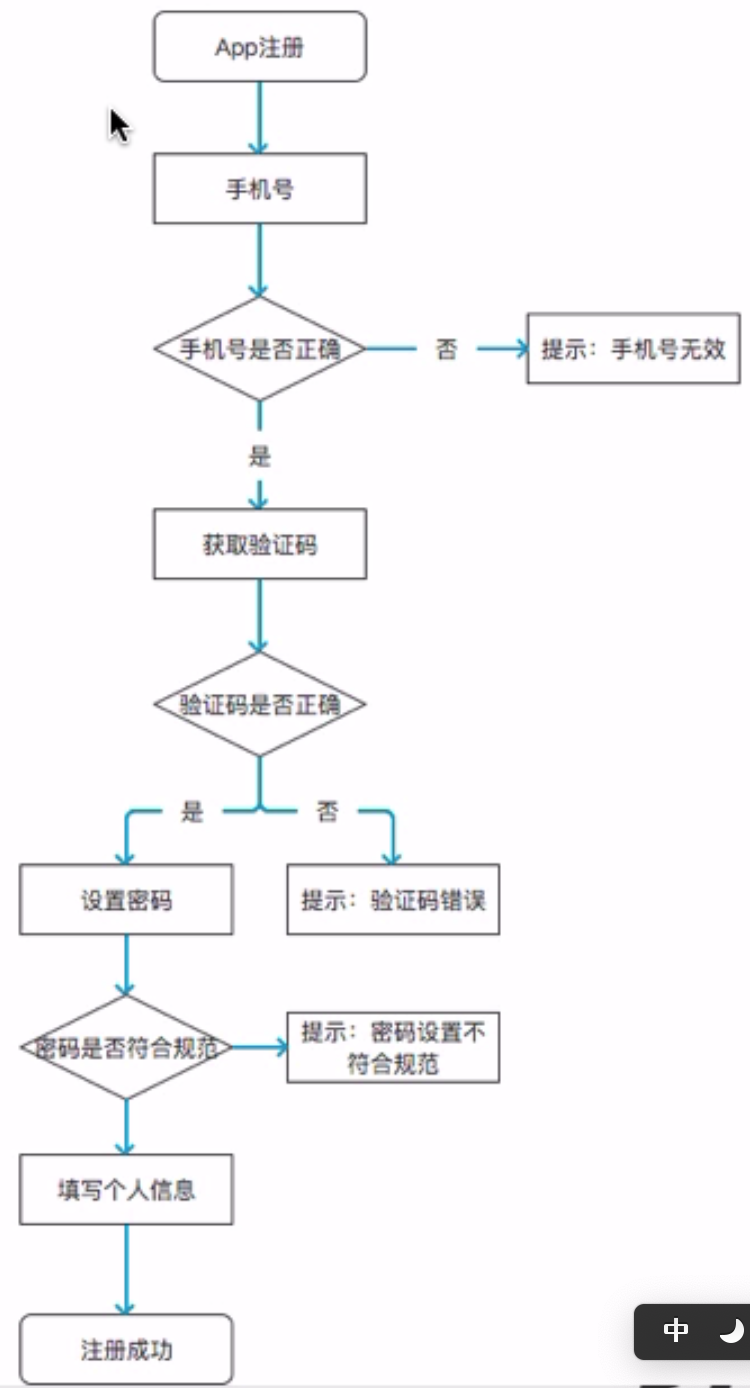 App注册
手机号
手机号是否正确
否
提示：手机号无效
是
获取验证码
验证码是否正确
是
否
设置密码
提示：验证码错误
密码是否符合规范
提示：密码设置不
符合规范
填写个人信息
注册成功
中